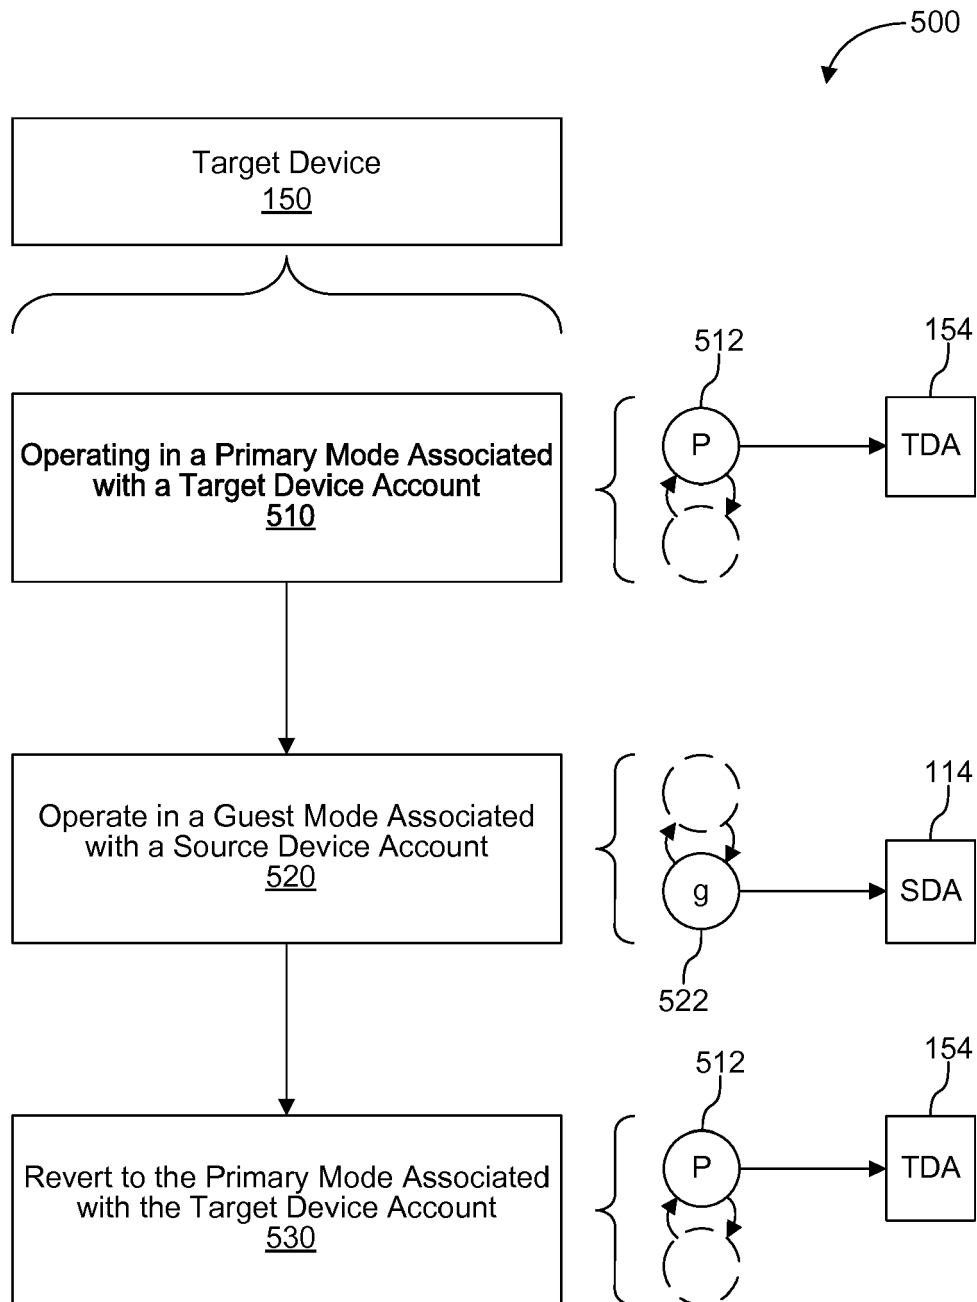 500
Target Device
150
512
154
Operating in a Primary Mode Associated
with a Target Device Account
510
P
TDA
114
Operate in a Guest Mode Associated
with a Source Device Account
520
g
SDA
522
512
154
Revert to the Primary Mode Associated
with the Target Device Account
530
P
TDA